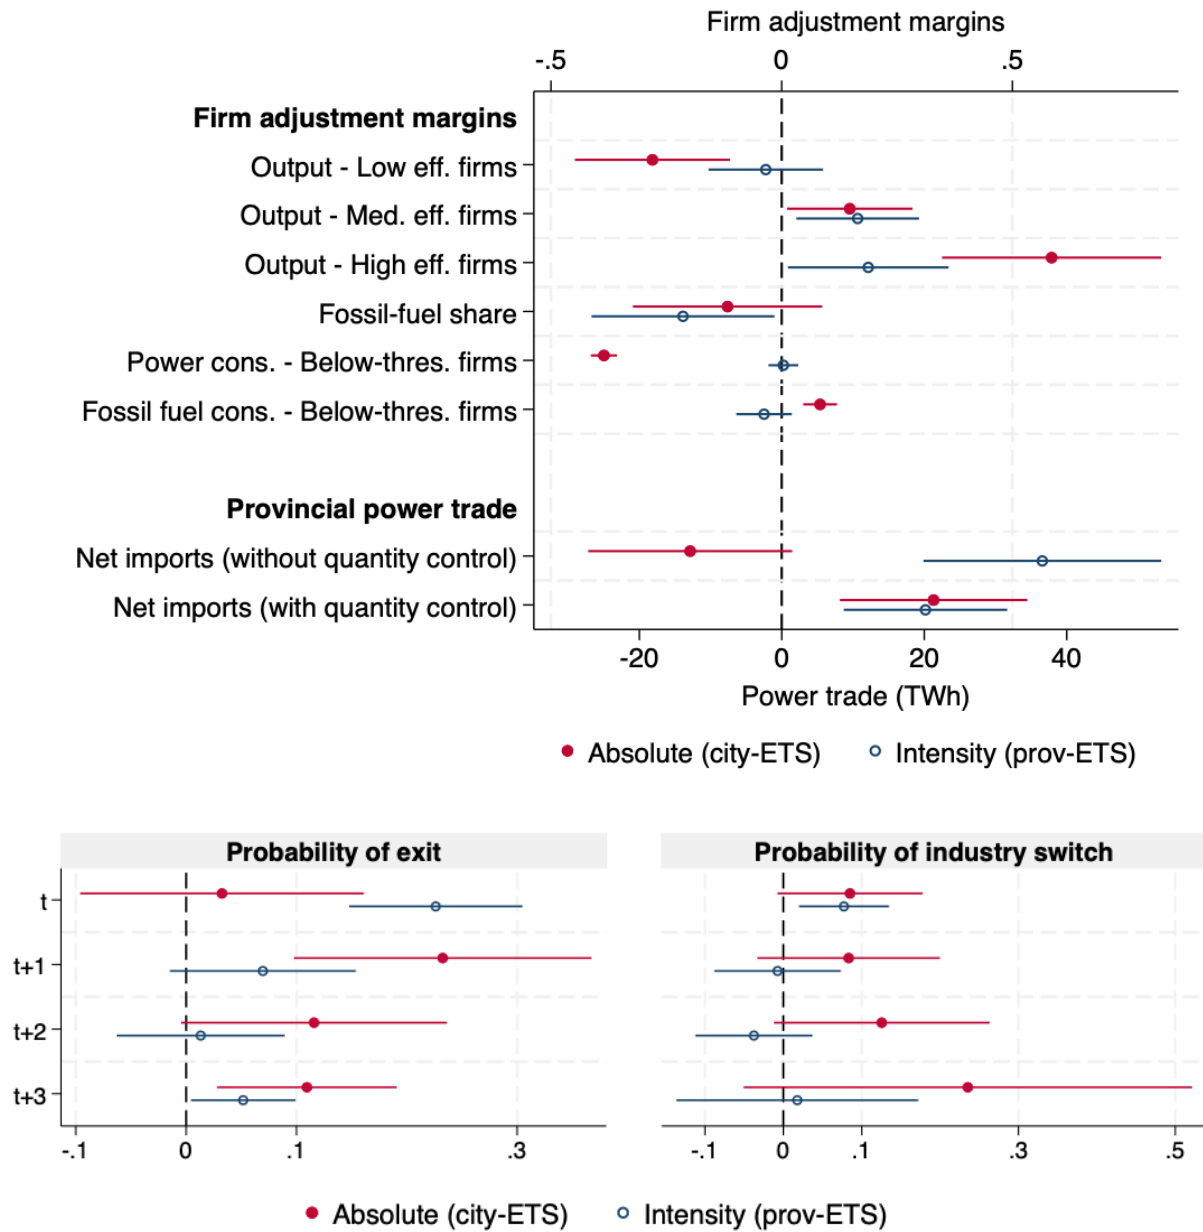 Firm adjustment margins
-.5 0 .5
Firm adjustment margins
Output - Low eff. firms
Output - Med. eff. firms
Output - High eff. firms
Fossil-fuel share
Power cons. - Below-thres. firms
Fossil fuel cons. - Below-thres. firms
Provincial power trade
Net imports (without quantity control)
Net imports (with quantity control)
-20 0 20 40
Power trade (TWh)
Absolute (city-ETS) Intensity (prov-ETS)
Probability of exit
t
t+1
t+2
t+3
-.1 0 .1 .3
Probability of industry switch
-.1 0 .1 .3 .5
Absolute (city-ETS) Intensity (prov-ETS)